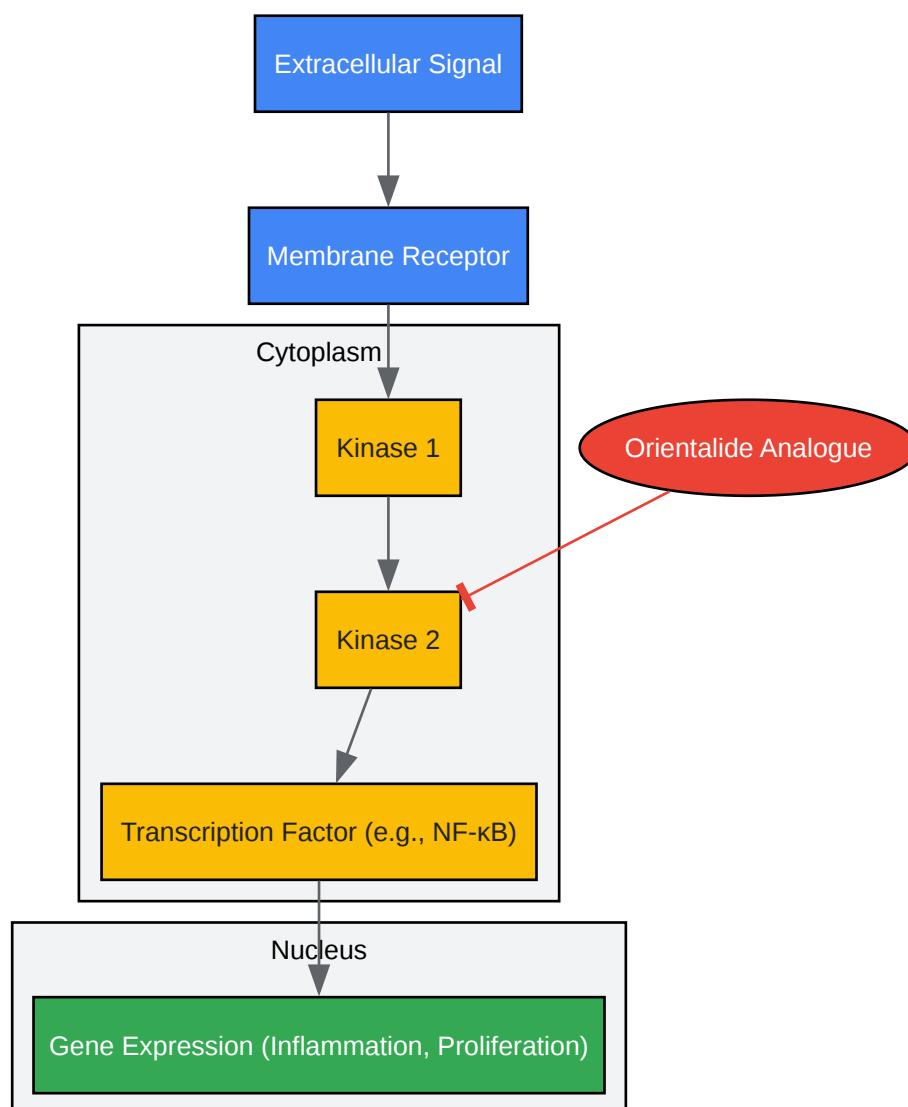 Extracellular Signal
Membrane Receptor
Cytoplasm
Kinase 1
Orientalide Analogue
Kinase 2
Transcription Factor (e.g., NF-κB)
Nucleus
Gene Expression (Inflammation, Proliferation)